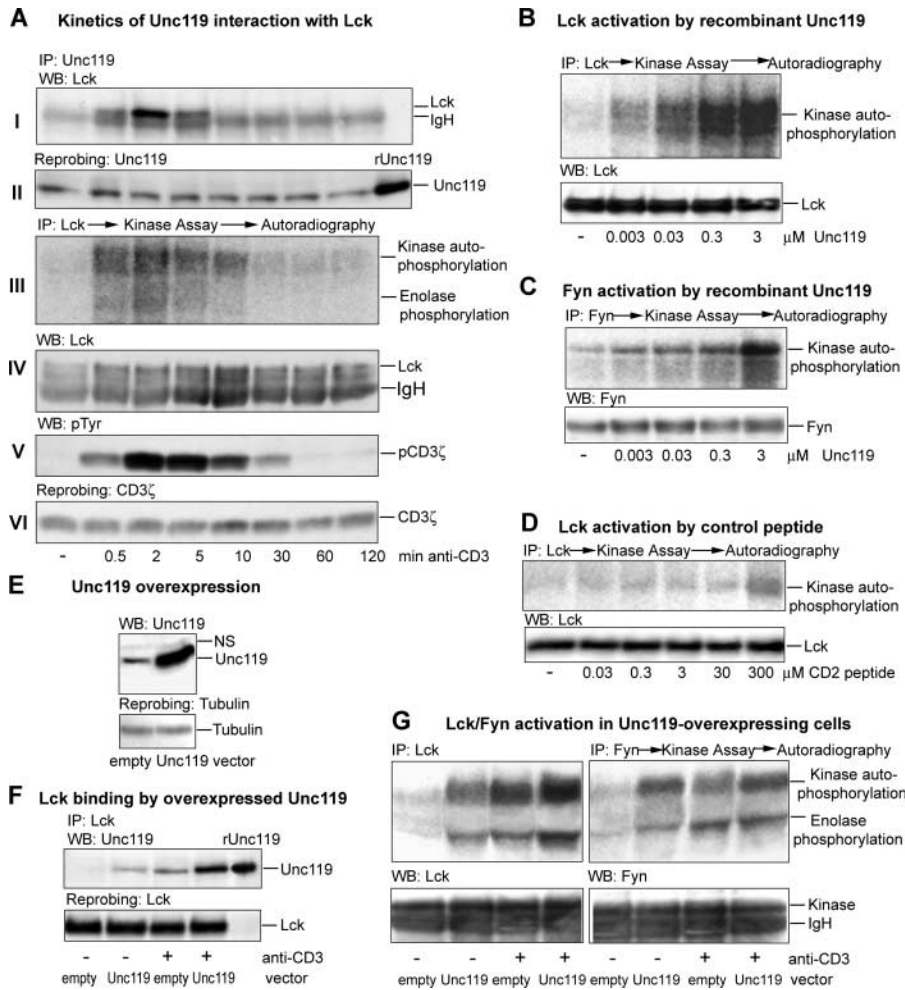 A Kinetics of Unc119 interaction with Lck
IP: Unc119
WB: Lck
I
Lck
IgH
Reprobing: Unc119 rUnc119
II
Unc119
IP: Lck Kinase Assay Autoradiography
III
Kinase auto-
phosphorylation
Enolase
phosphorylation
WB: Lck
IV
Lck
IgH
WB: pTyr
V
pCD3ζ
Reprobing: CD3ζ
VI
CD3ζ
- 0.5 2 5 10 30 60 120 min anti-CD3
B Lck activation by recombinant Unc119
IP: Lck Kinase Assay Autoradiography
Kinase auto-
phosphorylation
WB: Lck
Lck
- 0.003 0.03 0.3 3 μM Unc119
C Fyn activation by recombinant Unc119
IP: Fyn Kinase Assay Autoradiography
Kinase auto-
phosphorylation
WB: Fyn
Fyn
- 0.003 0.03 0.3 3 μM Unc119
D Lck activation by control peptide
IP: Lck Kinase Assay Autoradiography
Kinase auto-
phosphorylation
WB: Lck
Lck
- 0.03 0.3 3 30 300 μM CD2 peptide
E Unc119 overexpression
WB: Unc119
NS
Unc119
Reprobing: Tubulin
Tubulin
empty Unc119 vector
F Lck binding by overexpressed Unc119
IP: Lck
WB: Unc119 rUnc119
Unc119
Reprobing: Lck
Lck
- - + + anti-CD3
empty Unc119 empty Unc119 vector
G Lck/Fyn activation in Unc119-overexpressing cells
IP: Lck IP: Fyn Kinase Assay Autoradiography
Kinase auto-
phosphorylation
Enolase
phosphorylation
WB: Lck WB: Fyn
Kinase
IgH
- - + + - - + + anti-CD3
empty Unc119 empty Unc119 empty Unc119 empty Unc119 vector